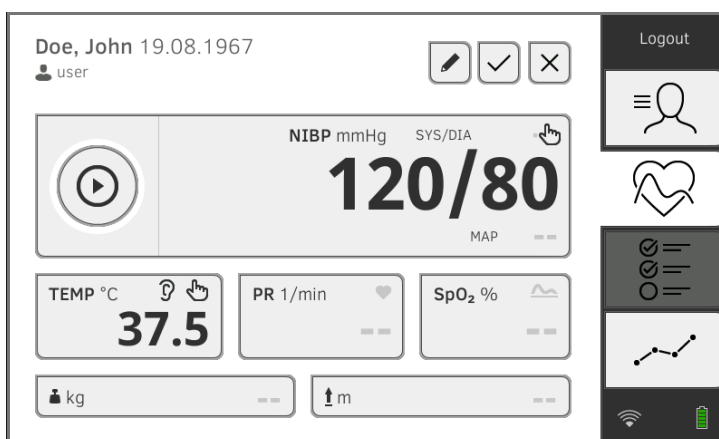 Doe, John 19.08.1967
user
Logout
NIBP mmHg SYS/DIA
120/80
MAP --
TEMP °C
37.5
PR 1/min
--
SpO₂ %
--
kg --
m --